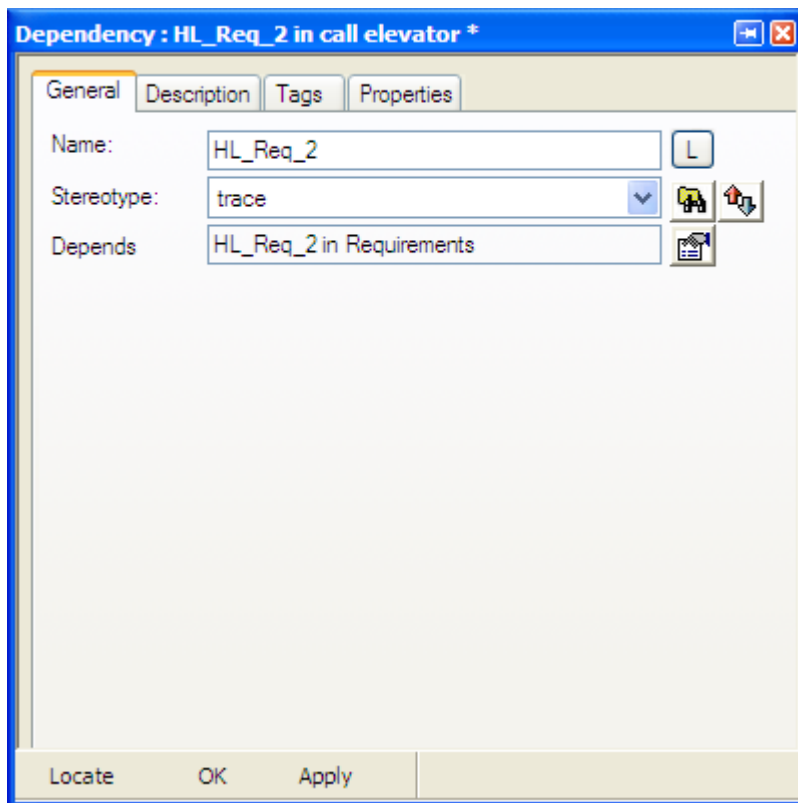 Dependency : HL_Req_2 in call elevator *
General Description Tags Properties
Name: HL_Req_2 L
Stereotype: trace
Depends HL_Req_2 in Requirements
Locate OK Apply